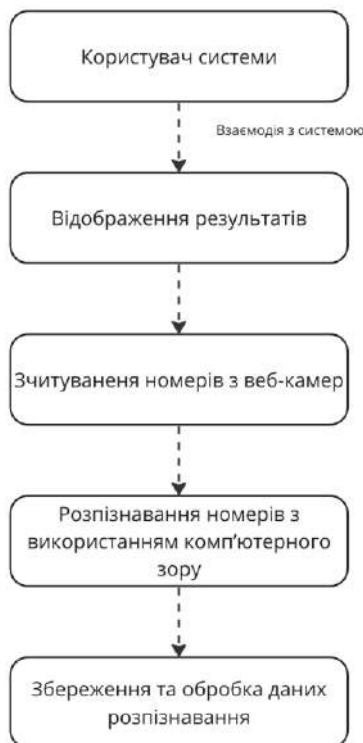 Користувач системи
Взаємодія з системою
Відображення результатів
Зчитуваненя номерів з веб-камер
Розпізнавання номерів з
використанням комп’ютерного
зору
Збереження та обробка даних
розпізнавання